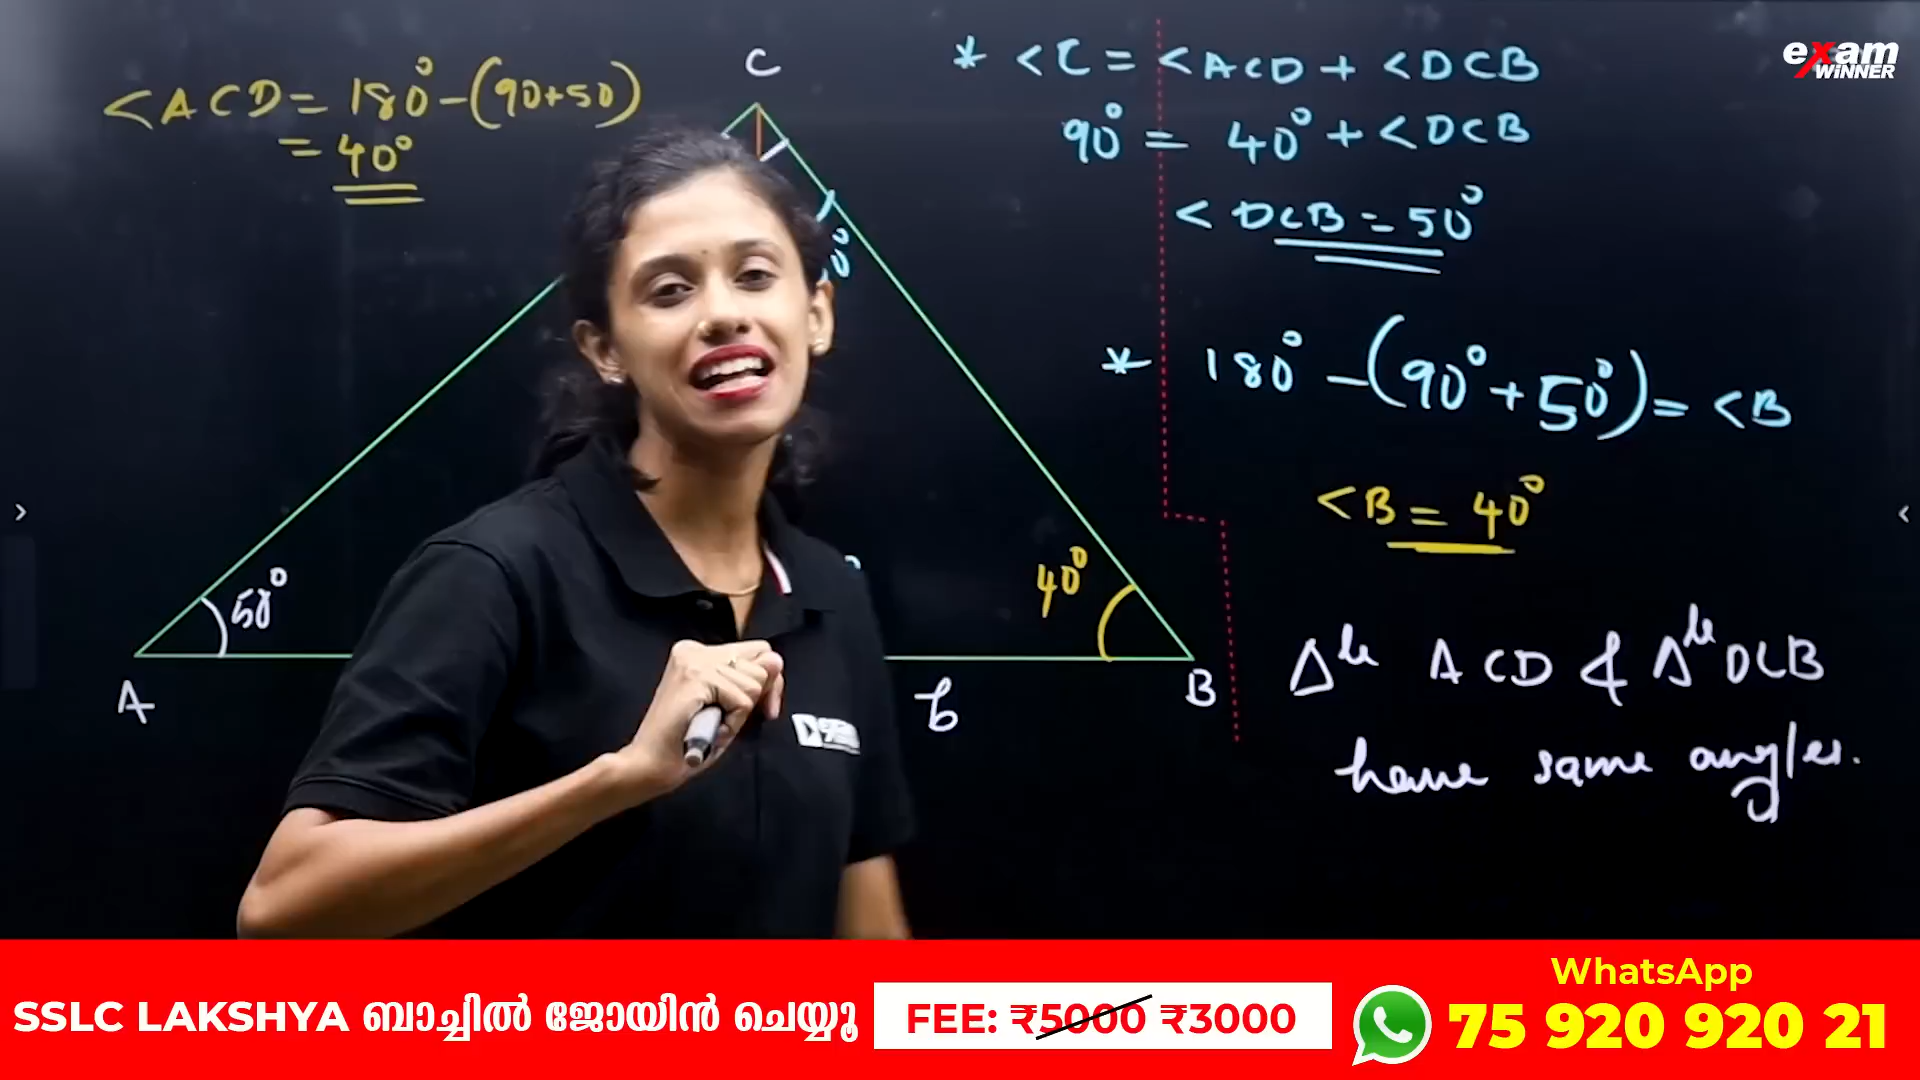 <ACD = 180° - (90+50)
= 40°
C
* <C = <ACD + <DCB
90° = 40° + <DCB
<DCB = 50°
* 180° - (90° + 50°) = <B
<B = 40°
50°
40°
A
b
B
Δle ACD & Δle DCB
have same angles.
exam
WINNER
SSLC LAKSHYA ബാച്ചിൽ ജോയിൻ ചെയ്യൂ
FEE: ₹5000 ₹3000
WhatsApp
75 920 920 21